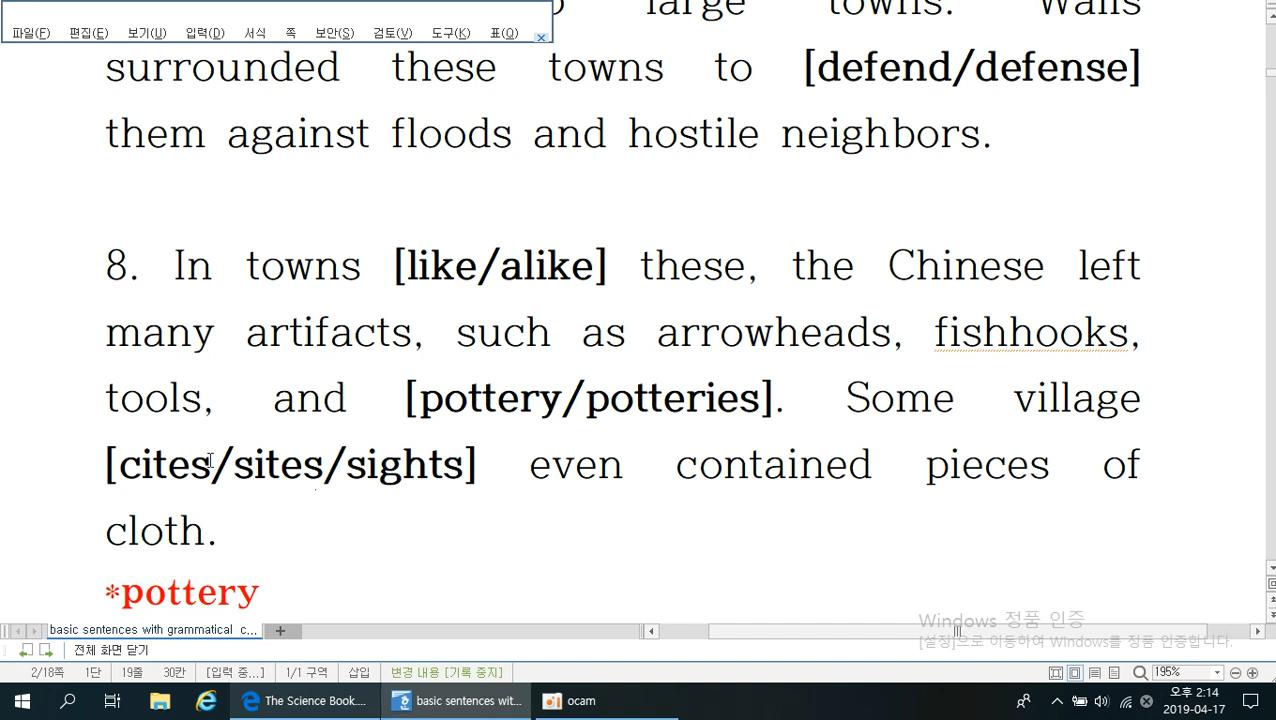 large towns. Walls
파일(F) 편집(E) 보기(U) 입력(D) 서식 쪽 보안(S) 검토(V) 도구(K) 표(Q)
surrounded these towns to [defend/defense]
them against floods and hostile neighbors.
8. In towns [like/alike] these, the Chinese left
many artifacts, such as arrowheads, fishhooks,
tools, and [pottery/potteries]. Some village
[cites/sites/sights] even contained pieces of
cloth.
*pottery
Windows 정품 인증
[설정]으로 이동하여 Windows를 정품 인증합니다.
basic sentences with grammatical c...
전체 화면 닫기
2/18쪽 1단 19줄 30칸 [입력 중...] 1/1 구역 삽입 변경 내용 [기록 중지] 195%
The Science Book.... basic sentences wit... ocam 오후 2:14
2019-04-17